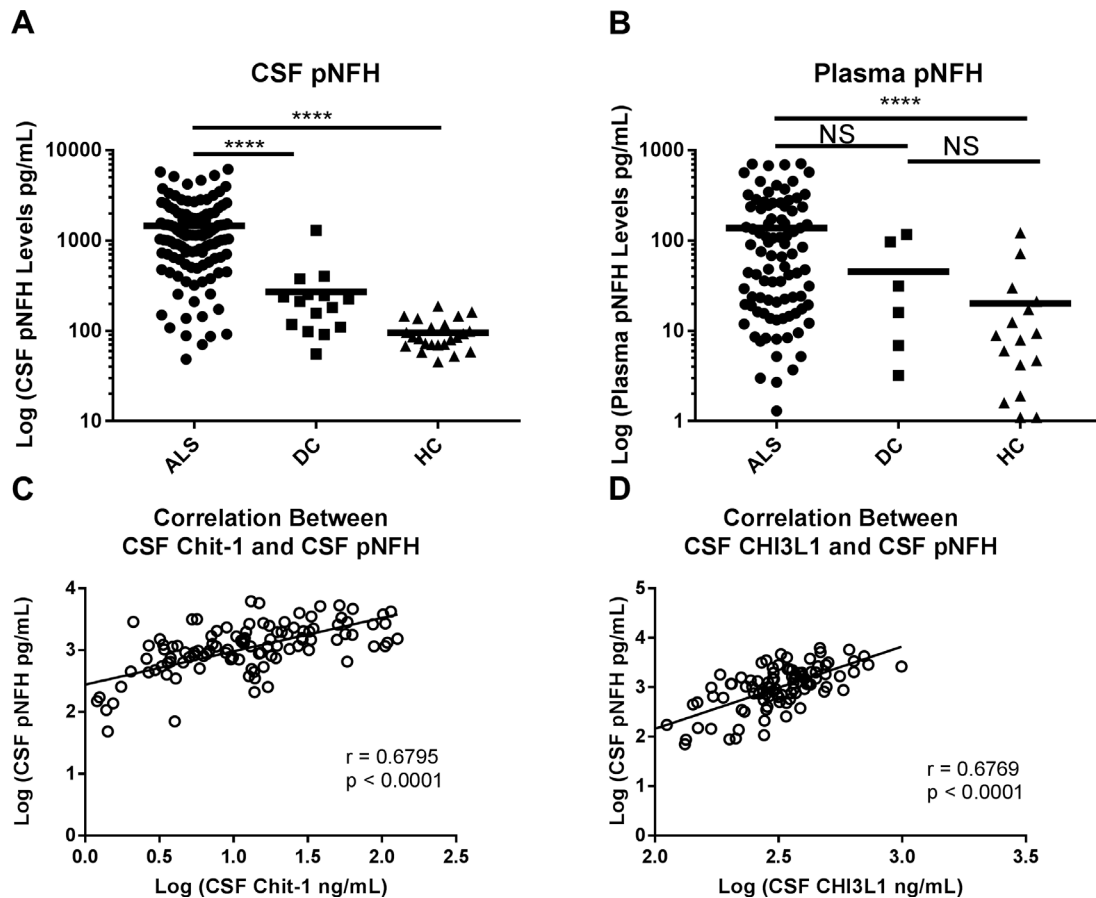 A
CSF pNFH
****
****
Log (CSF pNFH Levels pg/mL)
10000
1000
100
10
ALS
DC
HC
B
Plasma pNFH
****
NS
NS
Log (Plasma pNFH Levels pg/mL)
1000
100
10
1
ALS
DC
HC
C
Correlation Between
CSF Chit-1 and CSF pNFH
Log (CSF pNFH pg/mL)
4
3
2
1
0
r = 0.6795
p < 0.0001
0.0 0.5 1.0 1.5 2.0 2.5
Log (CSF Chit-1 ng/mL)
D
Correlation Between
CSF CHI3L1 and CSF pNFH
Log (CSF pNFH pg/mL)
5
4
3
2
1
0
r = 0.6769
p < 0.0001
2.0 2.5 3.0 3.5
Log (CSF CHI3L1 ng/mL)